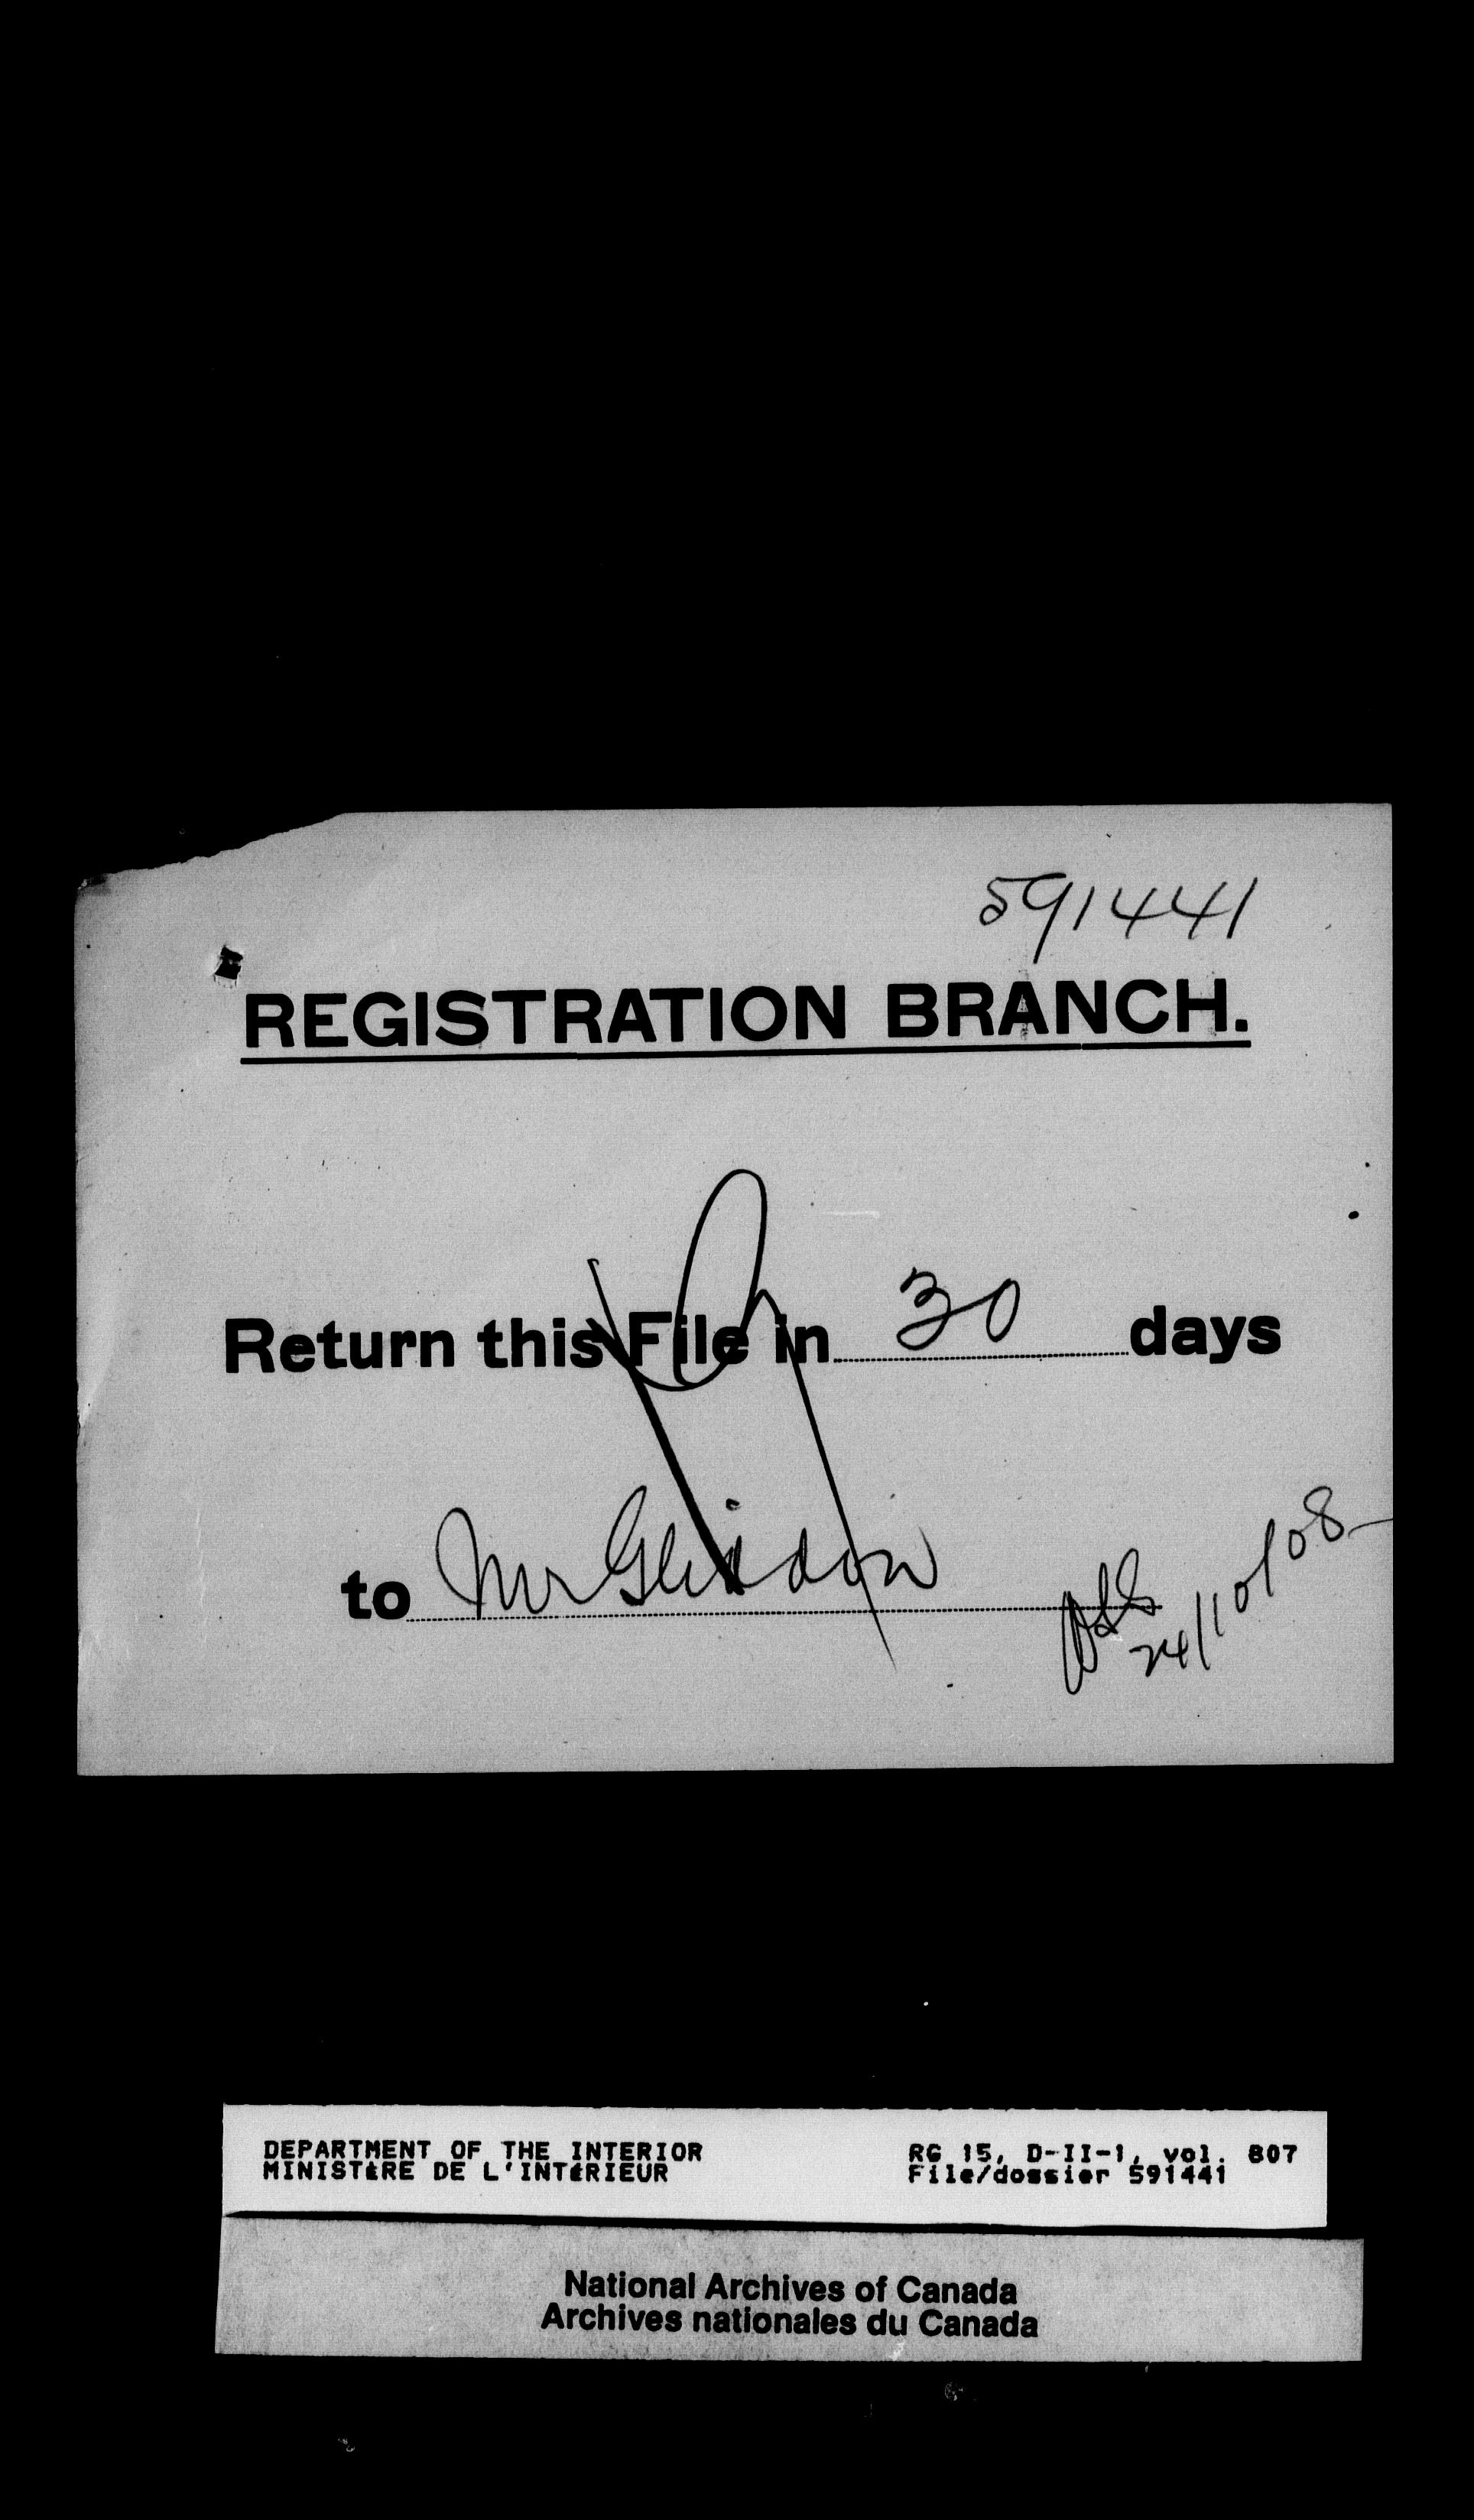 591441
REGISTRATION BRANCH.
Return this File in 30 days
to Mr
24/10/08
DEPARTMENT OF THE INTERIOR
MINISTÈRE DE L'INTÉRIEUR
RG 15, D-II-1, vol. 807
File/dossier 591441
National Archives of Canada
Archives nationales du Canada